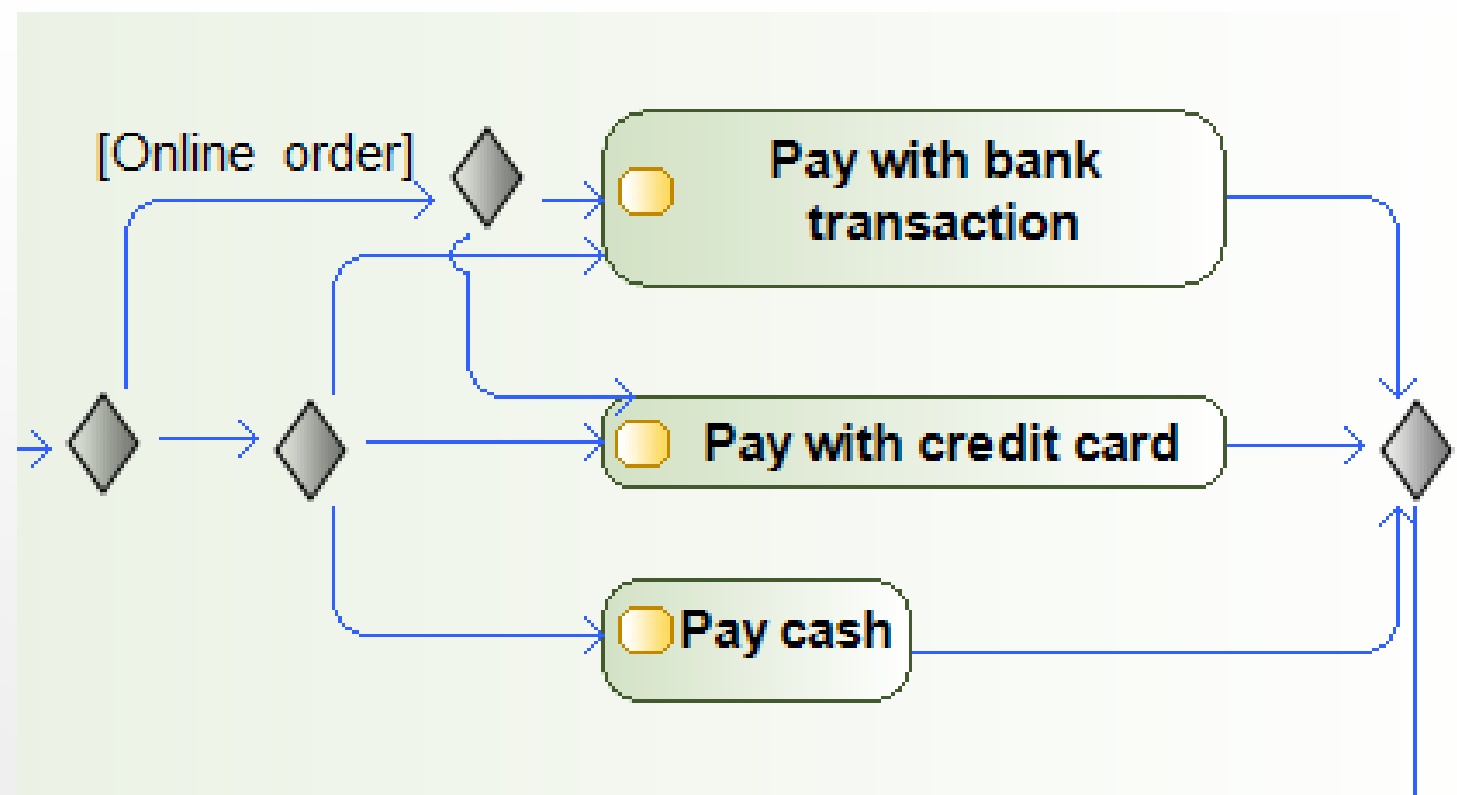 [Online order]
Pay with bank
transaction
Pay with credit card
Pay cash